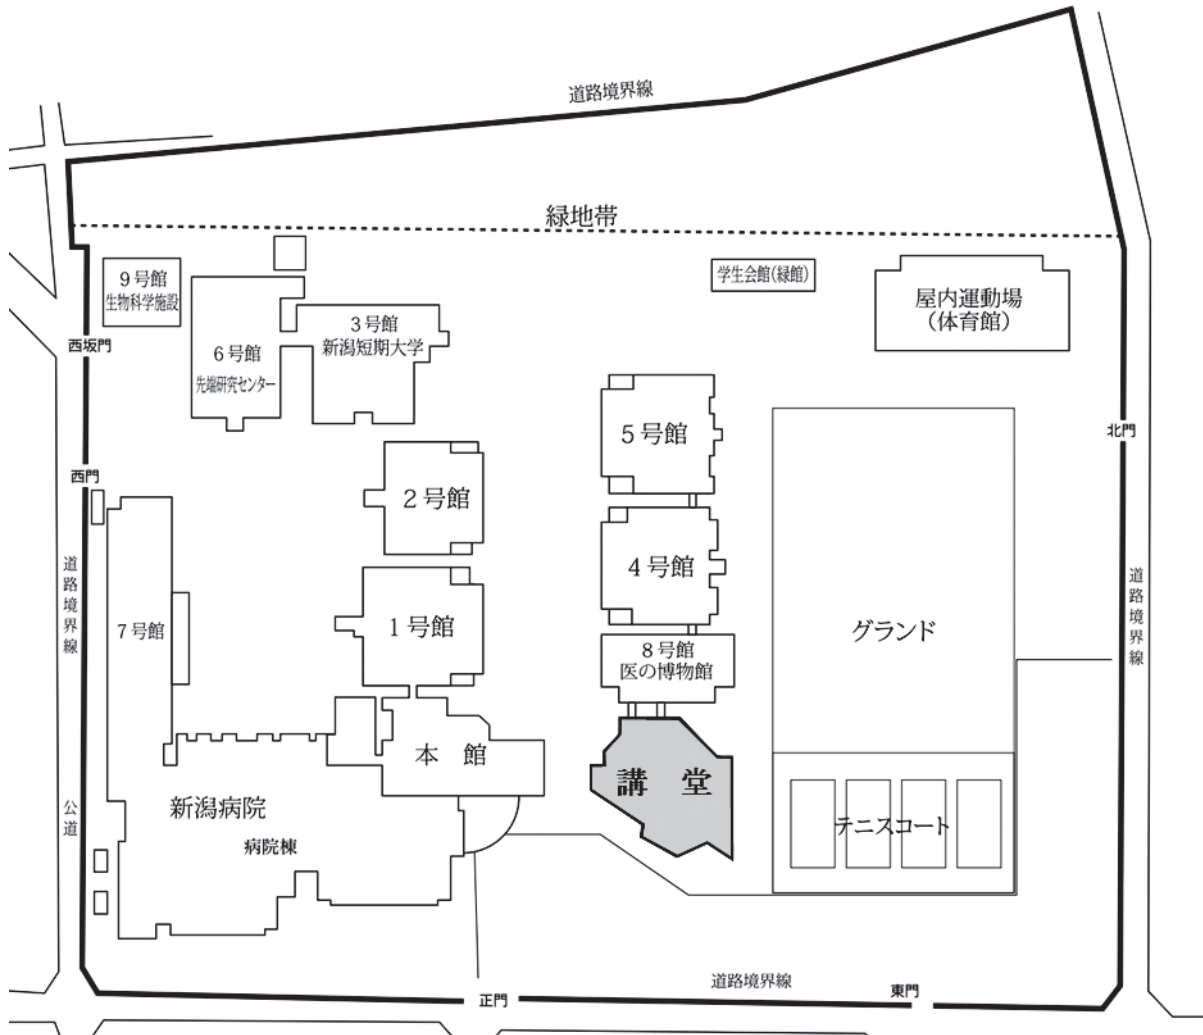 道路境界線
緑地帯
9号館
生物科学施設
学生会館(緑館)
屋内運動場
(体育館)
3号館
新潟短期大学
6号館
先端研究センター
西坂門
5号館
北門
西門
2号館
4号館
道路境界線
道路境界線
7号館
1号館
グランド
8号館
医の博物館
本館
講堂
新潟病院
病院棟
テニスコート
公道
道路境界線
正門
東門